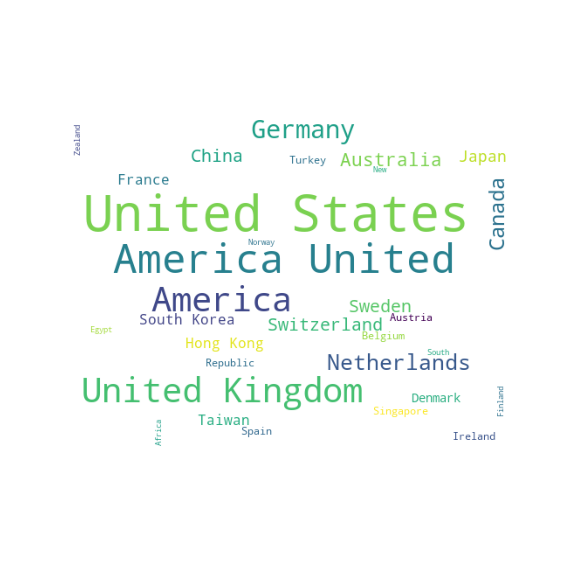 Zealand
Germany
China
Turkey
Australia
Japan
New
France
Canada
United States
Norway
America United
America
Sweden
South Korea
Switzerland
Austria
Egypt
Belgium
Hong Kong
South
Republic
Netherlands
United Kingdom
Denmark
Finland
Singapore
Taiwan
Africa
Spain
Ireland